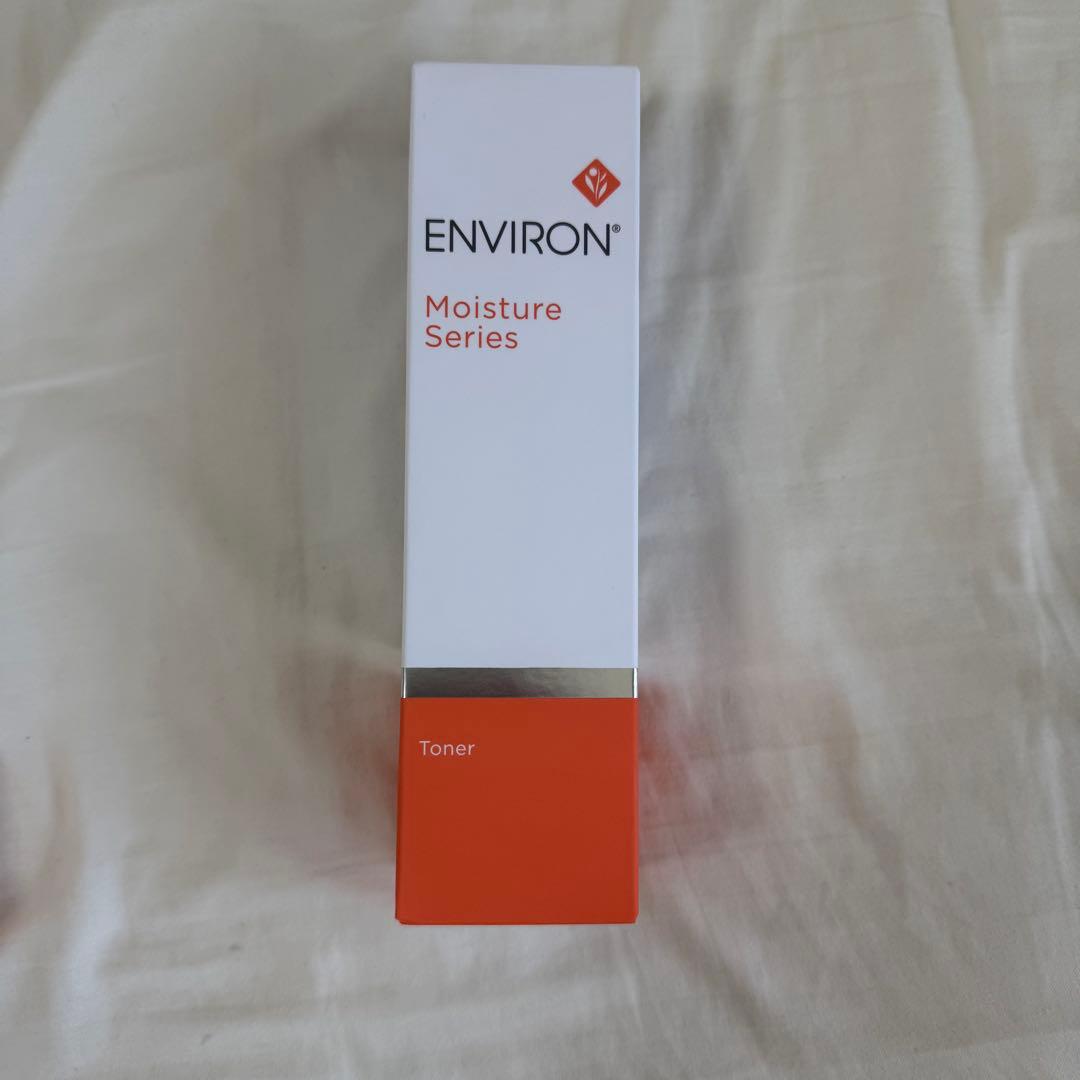 ENVIRON®
Moisture
Series
Toner